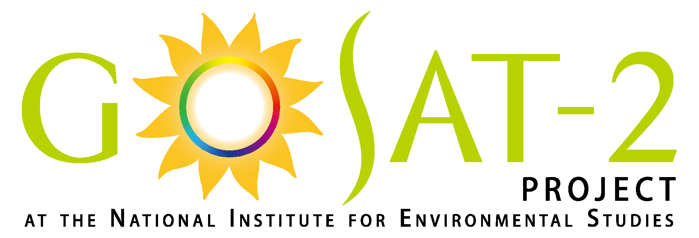 GOSAT-2
PROJECT
AT THE NATIONAL INSTITUTE FOR ENVIRONMENTAL STUDIES